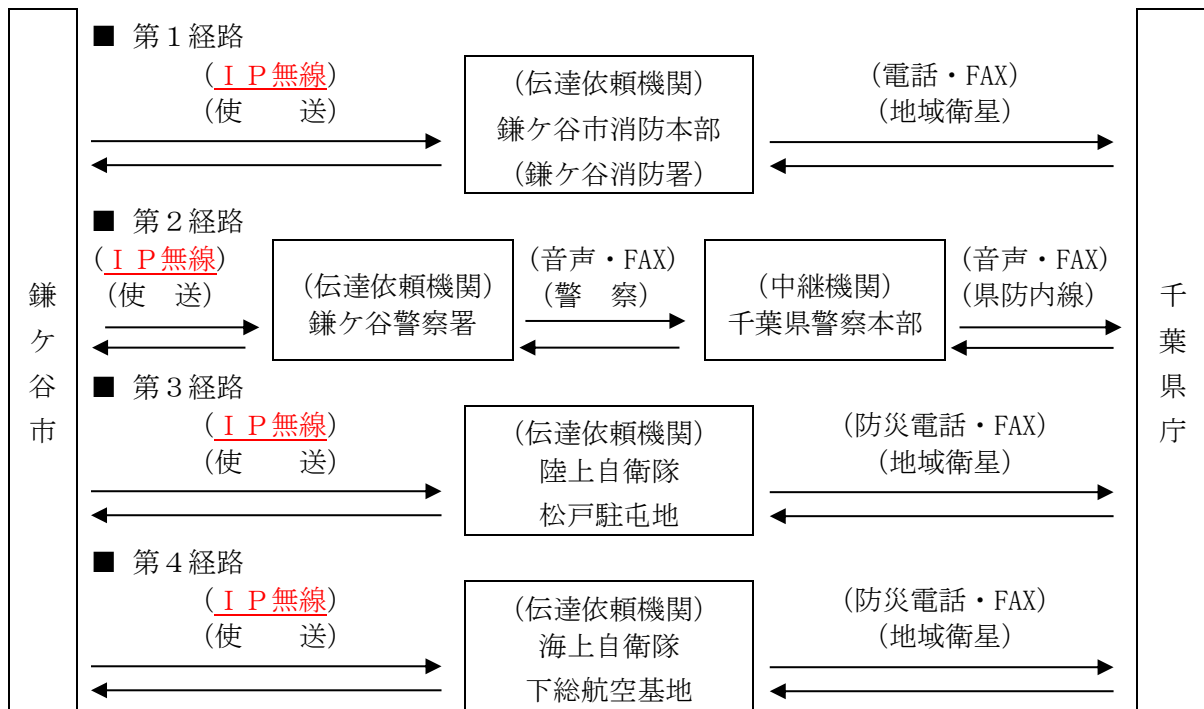 ■ 第１経路
(ＩＰ無線)
(使　　送)
(伝達依頼機関)
鎌ケ谷市消防本部
(鎌ケ谷消防署)
(電話・FAX)
(地域衛星)
■ 第２経路
(ＩＰ無線)
(使　送)
(伝達依頼機関)
鎌ケ谷警察署
(音声・FAX)
(警　察)
(中継機関)
千葉県警察本部
(音声・FAX)
(県防内線)
鎌ケ谷市
千葉県庁
■ 第３経路
(ＩＰ無線)
(使　　送)
(伝達依頼機関)
陸上自衛隊
松戸駐屯地
(防災電話・FAX)
(地域衛星)
■ 第４経路
(ＩＰ無線)
(使　　送)
(伝達依頼機関)
海上自衛隊
下総航空基地
(防災電話・FAX)
(地域衛星)